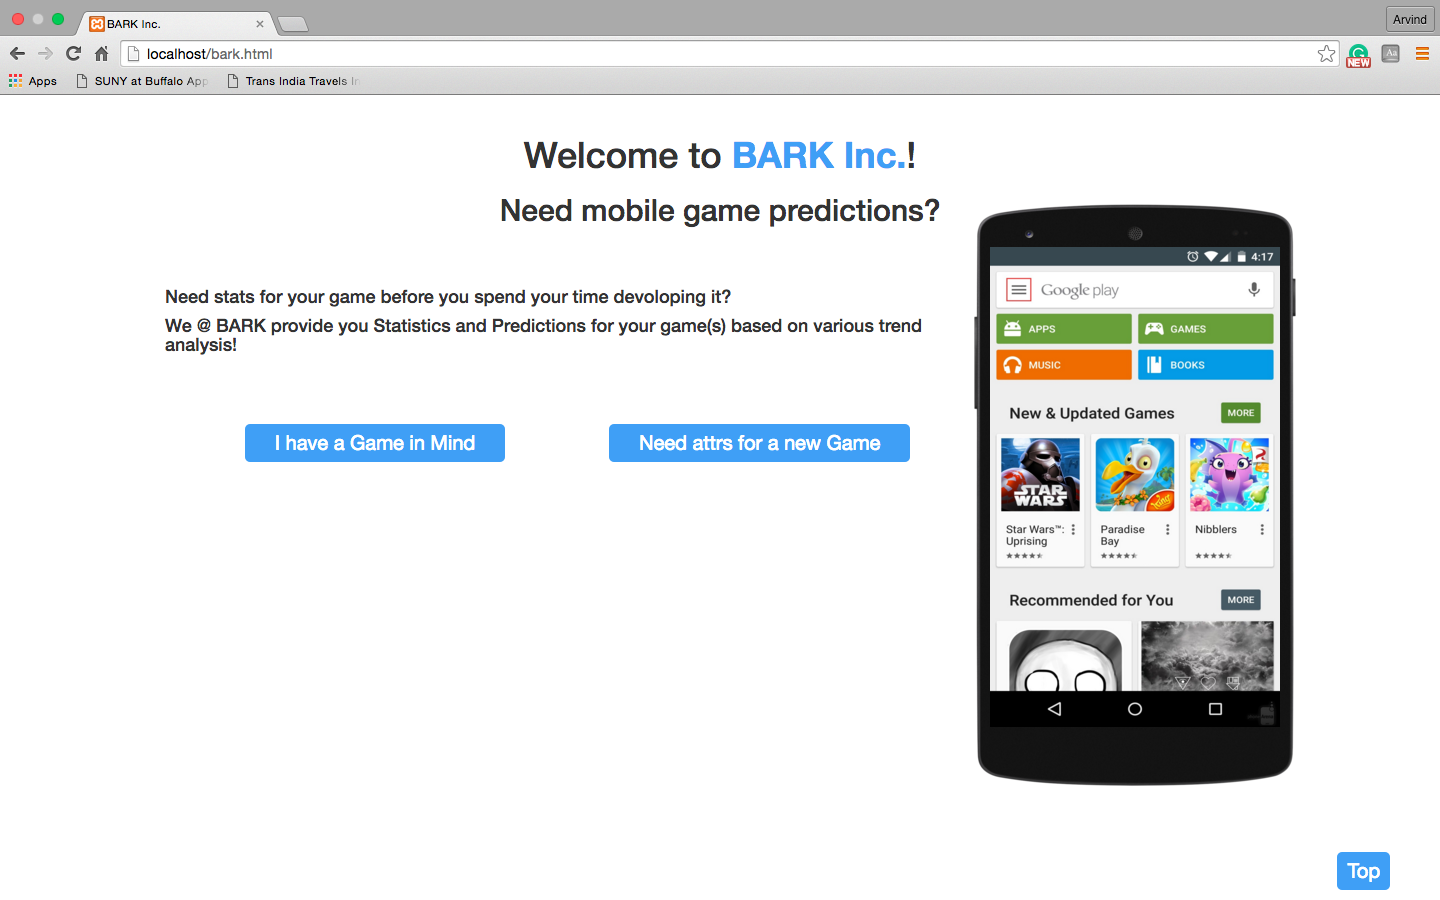 BARK Inc.
Arvind
localhost/bark.html
NEW
Aa
Apps
SUNY at Buffalo App
Trans India Travels In
Welcome to BARK Inc.!
Need mobile game predictions?
Need stats for your game before you spend your time devoloping it?
We @ BARK provide you Statistics and Predictions for your game(s) based on various trend
analysis!
I have a Game in Mind
Need attrs for a new Game
4:17
Google play
APPS
GAMES
MUSIC
BOOKS
New & Updated Games
MORE
STAR
WARS
King
Star Wars™:
Uprising
Paradise
Bay
Nibblers
Recommended for You
MORE
Top